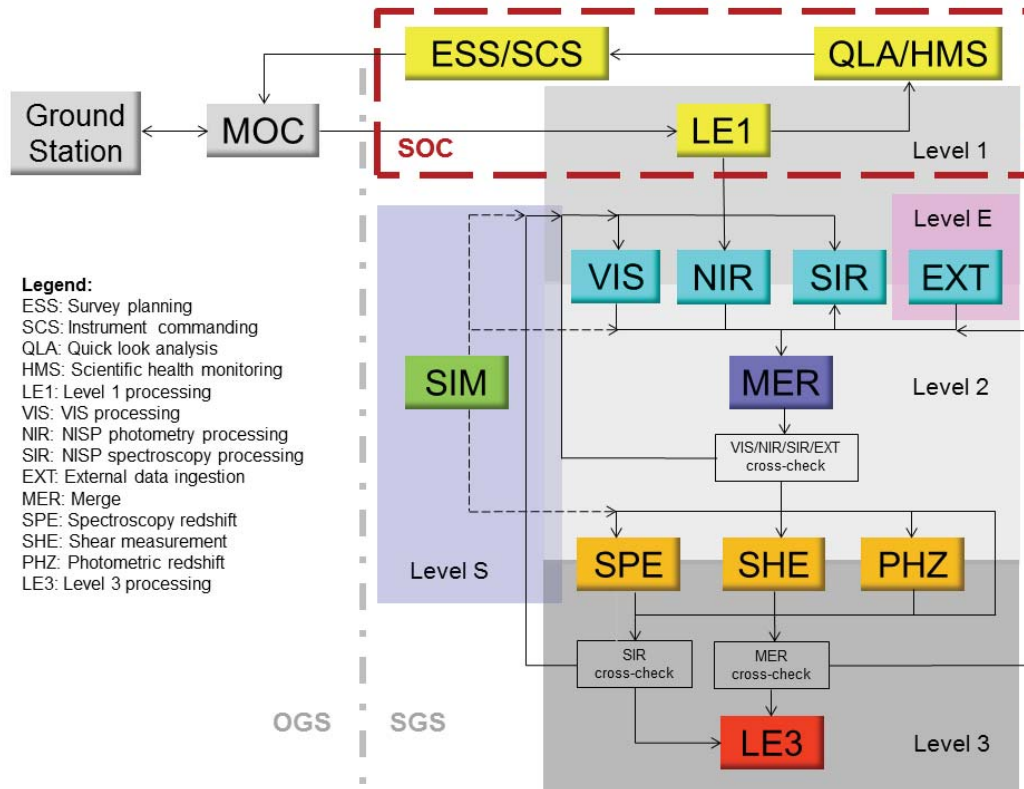 ESS/SCS
QLA/HMS
Ground
Station
MOC
LE1
SOC
Level 1
Level E
VIS
NIR
SIR
EXT
Legend:
ESS: Survey planning
SCS: Instrument commanding
QLA: Quick look analysis
HMS: Scientific health monitoring
LE1: Level 1 processing
VIS: VIS processing
NIR: NISP photometry processing
SIR: NISP spectroscopy processing
EXT: External data ingestion
MER: Merge
SPE: Spectroscopy redshift
SHE: Shear measurement
PHZ: Photometric redshift
LE3: Level 3 processing
SIM
MER
Level 2
VIS/NIR/SIR/EXT
cross-check
Level S
SPE
SHE
PHZ
SIR
cross-check
MER
cross-check
OGS
SGS
LE3
Level 3